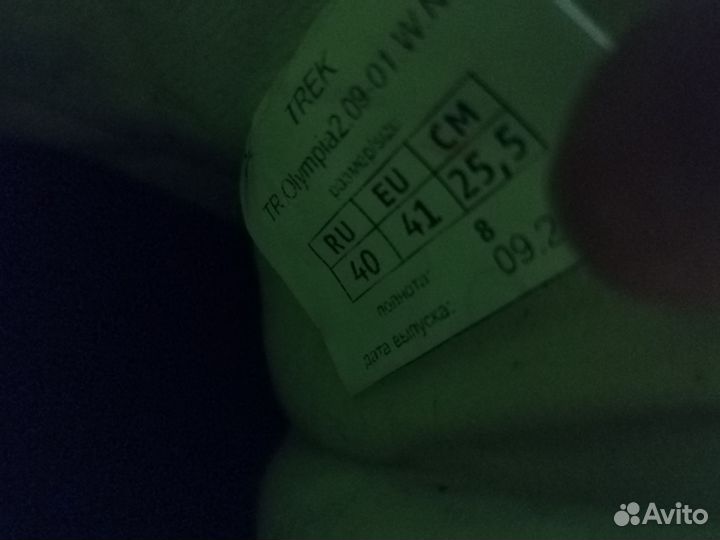 TREK
TR Olympia2.09-01 W
размер/size:
RU EU CM
40 41 25,5
полнота: 8
дата выпуска: 09.2
Avito